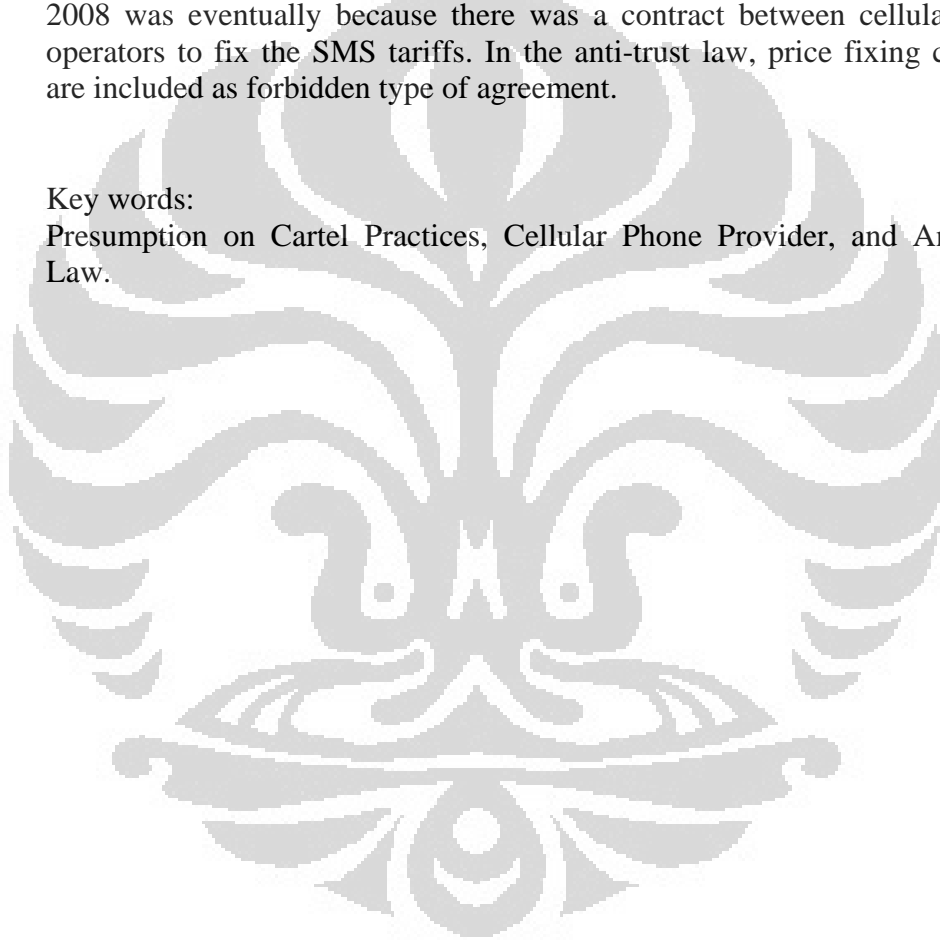 2008 was eventually because there was a contract between
operators to fix the SMS tariffs. In the anti-trust law, price fixing
are included as forbidden type of agreement.
Key words:
Presumption on Cartel Practices, Cellular Phone Provider, and
Law.